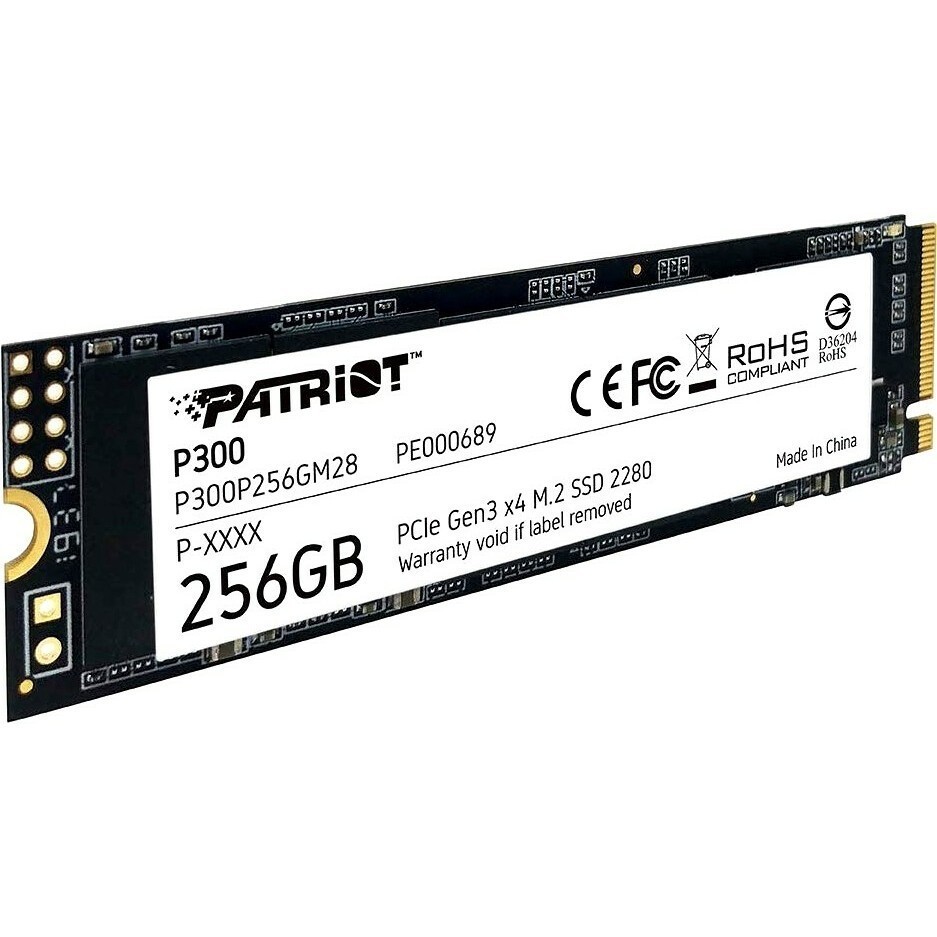 PATRIOT™
P300
P300P256GM28 PE000689
P-XXXX
256GB
PCIe Gen3 x4 M.2 SSD 2280
Warranty void if label removed
CE FC RoHS
COMPLIANT
D36204
RoHS
Made In China